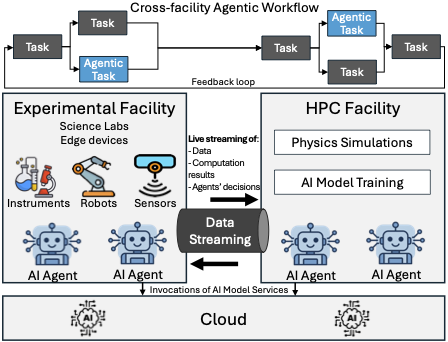 Cross-facility Agentic Workflow
Task
Task
Agentic
Task
Task
Agentic
Task
Task
Task
Feedback loop
Experimental Facility
Science Labs
Edge devices
Instruments
Robots
Sensors
AI Agent
AI Agent
Live streaming of:
- Data
- Computation
results
- Agents' decisions
Data
Streaming
HPC Facility
Physics Simulations
AI Model Training
AI Agent
AI Agent
Invocations of AI Model Services
AI
Cloud
AI